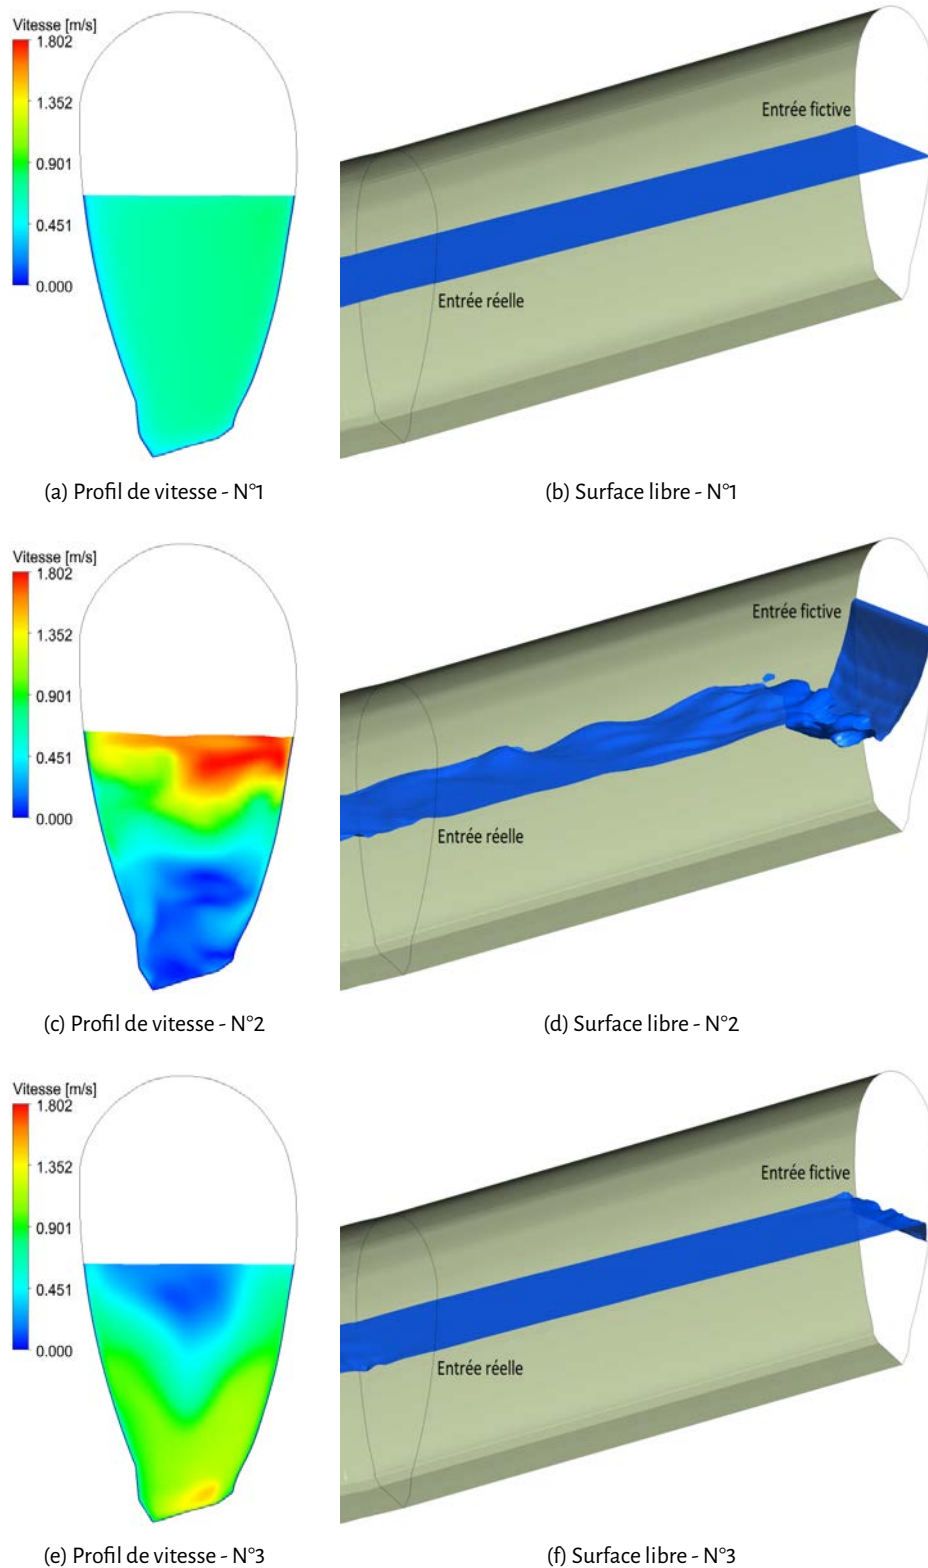 Vitesse [m/s]
1.802
1.352
0.901
0.451
0.000
Entrée fictive
Entrée réelle
(a) Profil de vitesse - N°1
(b) Surface libre - N°1
Vitesse [m/s]
1.802
1.352
0.901
0.451
0.000
Entrée fictive
Entrée réelle
(c) Profil de vitesse - N°2
(d) Surface libre - N°2
Vitesse [m/s]
1.802
1.352
0.901
0.451
0.000
Entrée fictive
Entrée réelle
(e) Profil de vitesse - N°3
(f) Surface libre - N°3